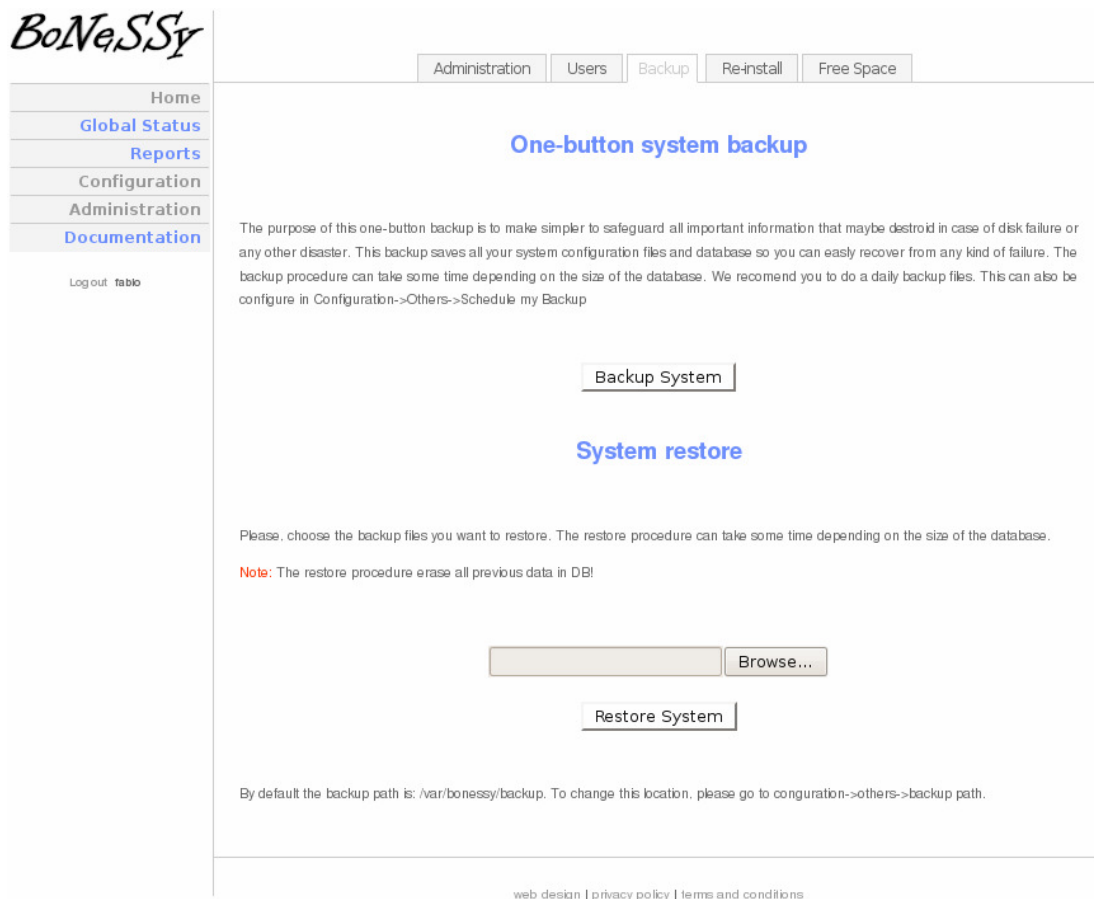 BoNeSSy
Administration Users Backup Re-install Free Space
Home
Global Status
Reports
Configuration
Administration
Documentation
Logout fabio
One-button system backup
The purpose of this one-button backup is to make simpler to safeguard all important information that maybe destroid in case of disk failure or
any other disaster. This backup saves all your system configuration files and database so you can easily recover from any kind of failure. The
backup procedure can take some time depending on the size of the database. We recomend you to do a daily backup files. This can also be
configure in Configuration->Others->Schedule my Backup
Backup System
System restore
Please, choose the backup files you want to restore. The restore procedure can take some time depending on the size of the database.
Note: The restore procedure erase all previous data in DB!
Browse...
Restore System
By default the backup path is: /var/bonessy/backup. To change this location, please go to conguration->others->backup path.
web design | privacy policy | terms and conditions